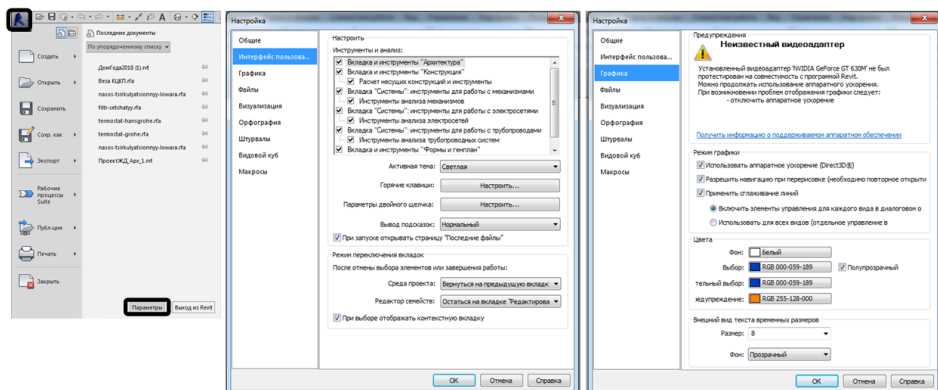 Последние документы
По упорядоченному списку
Создать
Открыть
Сохранить
Сох. как
Экспорт
Рабочие
процессы
Suite
Публ-ция
Печать
Закрыть
ДомГода2018 (1).rvt
Веза КЦКП.rfa
nasos-tsirkulyatsionnyy-lowara.rfa
filtr-setchatyy.rfa
termostat-hansgrohe.rfa
termostat-grohe.rfa
nasos-tsirkulyatsionnyy-lowara.rfa
ПроектЖД_Арх_1.rvt
Параметры
Выход из Revit
Настройка
Общие
Интерфейс пользова...
Графика
Файлы
Визуализация
Орфография
Штурвалы
Видовой куб
Макросы
Настроить
Инструменты и анализ:
Вкладка и инструменты "Архитектура"
Вкладка и инструменты "Конструкция"
Расчет несущих конструкций и инструменты
Вкладка "Системы": инструменты для работы с механизмами
Инструменты анализа механизмов
Вкладка "Системы": инструменты для работы с электросетями
Инструменты анализа электросетей
Вкладка "Системы": инструменты для работы с трубопроводами
Инструменты анализа трубопроводных систем
Вкладка и инструменты "Формы и генплан"
Активная тема: Светлая
Горячие клавиши: Настроить...
Параметры двойного щелчка: Настроить...
Вывод подсказок: Нормальный
При запуске открывать страницу "Последние файлы"
Режим переключения вкладок
После отмены выбора элементов или завершения работы:
Среда проекта: Вернуться на предыдущую вкладк
Редактор семейств: Остаться на вкладке "Редактирова
При выборе отображать контекстную вкладку
OK Отмена Справка
Настройка
Общие
Интерфейс пользова...
Графика
Файлы
Визуализация
Орфография
Штурвалы
Видовой куб
Макросы
Предупреждения
Неизвестный видеоадаптер
Установленный видеоадаптер 'NVIDIA GeForce GT 630M' не был
протестирован на совместимость с программой Revit.
Можно продолжать использование аппаратного ускорения.
При возникновении проблем отображения графики следует:
- отключить аппаратное ускорение
Получить информацию о поддерживаемом аппаратном обеспечении
Режим графики
Использовать аппаратное ускорение (Direct3D®)
Разрешить навигацию при перерисовке (необходимо повторное открыти
Применить сглаживание линий
Включить элементы управления для каждого вида в диалоговом о
Использовать для всех видов (отдельное управление в
Цвета
Фон: Белый
Выбор: RGB 000-059-189 Полупрозрачный
тельный выбор: RGB 000-059-189
редупреждение: RGB 255-128-000
Внешний вид текста временных размеров
Размер: 8
Фон: Прозрачный
OK Отмена Справка